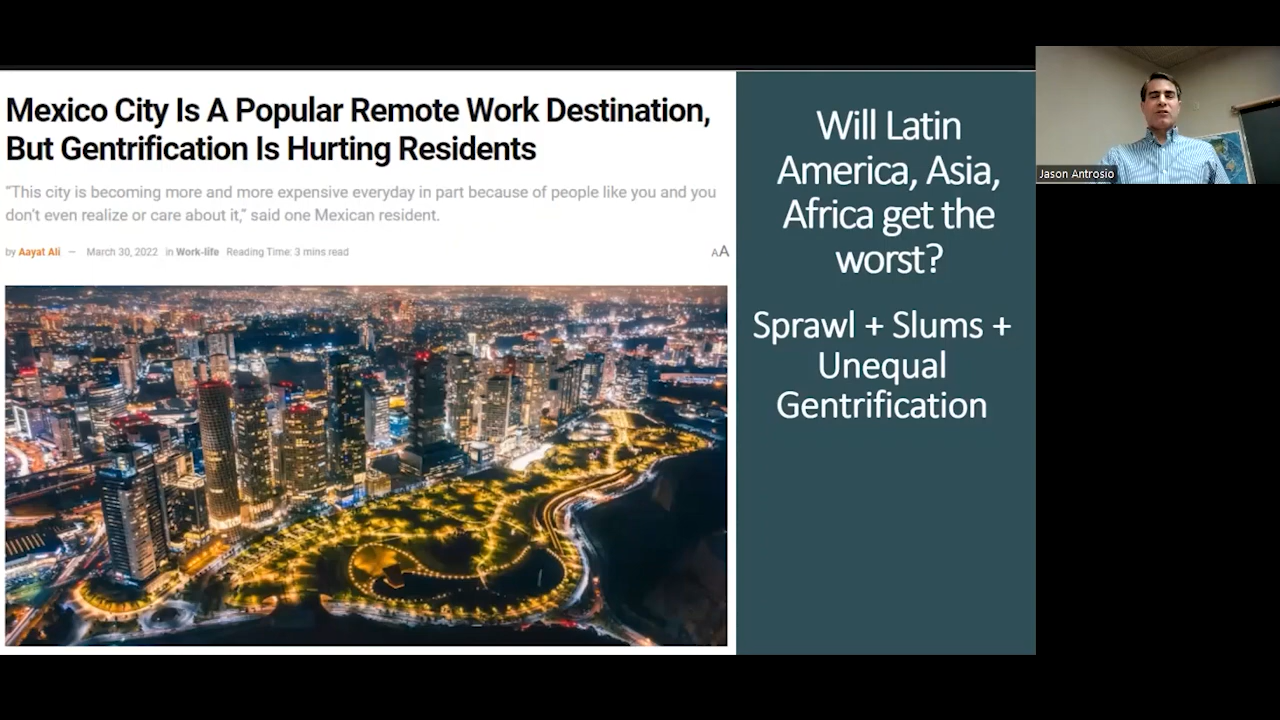 Mexico City Is A Popular Remote Work Destination,
But Gentrification Is Hurting Residents
“This city is becoming more and more expensive everyday in part because of people like you and you
don’t even realize or care about it,” said one Mexican resident.
by Aayat Ali — March 30, 2022 in Work-life Reading Time: 3 mins read
AA
Will Latin
America, Asia,
Africa get the
worst?
Sprawl + Slums +
Unequal
Gentrification
Jason Antrosio